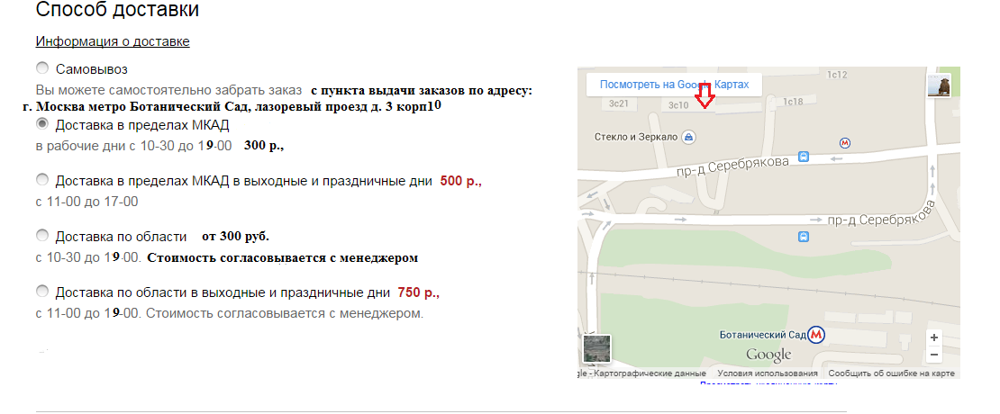 Способ доставки
Информация о доставке
Самовывоз
Вы можете самостоятельно забрать заказ с пункта выдачи заказов по адресу:
г. Москва метро Ботанический Сад, лазоревый проезд д. 3 корп10
Доставка в пределах МКАД
в рабочие дни с 10-30 до 19-00 300 р.,
Доставка в пределах МКАД в выходные и праздничные дни 500 р.,
с 11-00 до 17-00
Доставка по области от 300 руб.
с 10-30 до 19-00. Стоимость согласовывается с менеджером
Доставка по области в выходные и праздничные дни 750 р.,
с 11-00 до 19-00. Стоимость согласовывается с менеджером.
1с12
Посмотреть на Google Картах
3с21
3с10
1с18
Стекло и Зеркало
М
пр-д Серебрякова
пр-д Серебрякова
Ботанический Сад М
+
Google
−
gle - Картографические данные Условия использования Сообщить об ошибке на карте
Просмотреть увеличенную карту